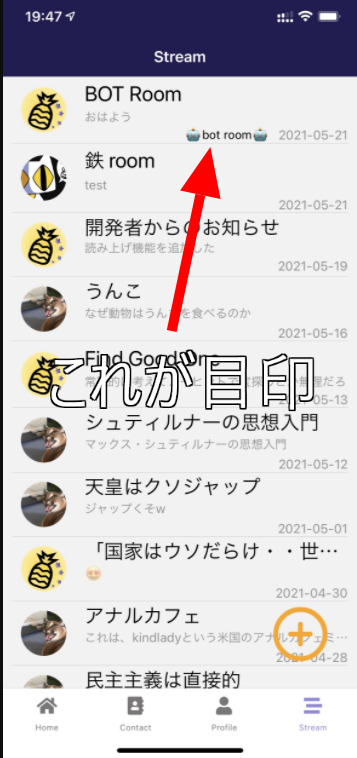 19:47
Stream
BOT Room
おはよう
🤖bot room🤖 2021-05-21
鉄 room
test
2021-05-21
開発者からのお知らせ
読み上げ機能を追加した
2021-05-19
うんこ
なぜ動物はうんこを食べるのか
2021-05-16
Find Good One
これが目印
05-13
シュティルナーの思想入門
マックス・シュティルナーの思想入門
2021-05-12
天皇はクソジャップ
ジャップくそw
2021-05-01
「国家はウソだらけ・・世…
🤩
2021-04-30
アナルカフェ
これは、kindladyという米国のアナルカフェミ…
2021-04-28
民主主義は直接的
Home Contact Profile Stream